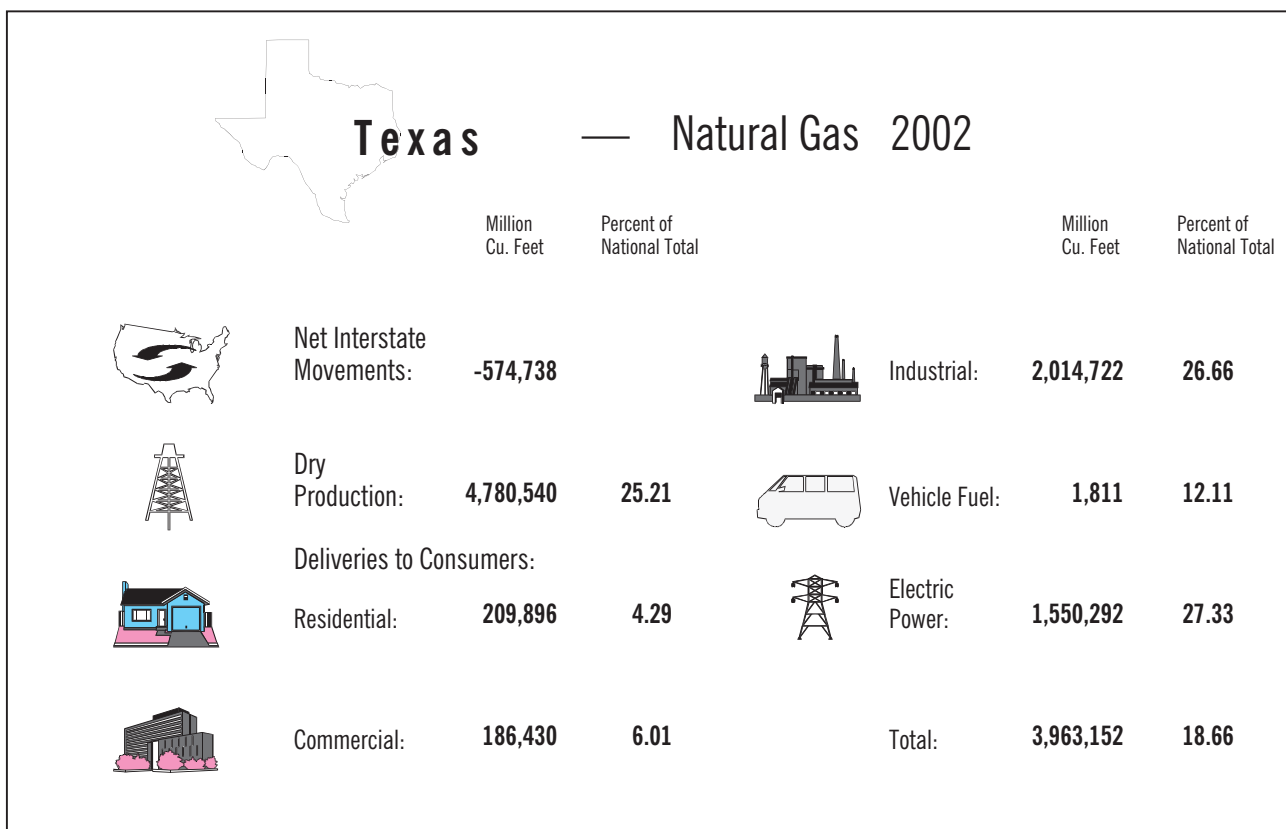 Texas — Natural Gas 2002
Million
Cu. Feet
Percent of
National Total
Million
Cu. Feet
Percent of
National Total
Net Interstate
Movements: -574,738
Industrial: 2,014,722 26.66
Dry
Production: 4,780,540 25.21
Vehicle Fuel: 1,811 12.11
Deliveries to Consumers:
Residential: 209,896 4.29
Electric
Power: 1,550,292 27.33
Commercial: 186,430 6.01
Total: 3,963,152 18.66